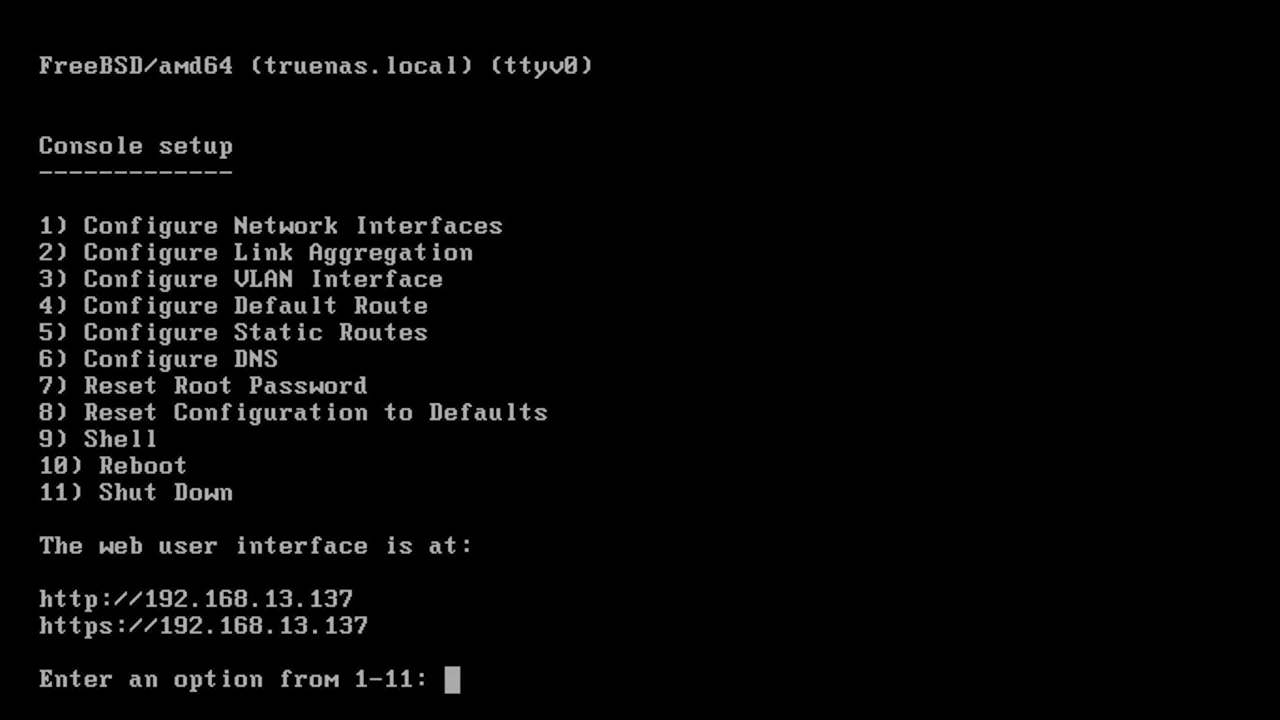 FreeBSD/amd64 (truenas.local) (ttyv0)
Console setup
-------------
1) Configure Network Interfaces
2) Configure Link Aggregation
3) Configure VLAN Interface
4) Configure Default Route
5) Configure Static Routes
6) Configure DNS
7) Reset Root Password
8) Reset Configuration to Defaults
9) Shell
10) Reboot
11) Shut Down
The web user interface is at:
http://192.168.13.137
https://192.168.13.137
Enter an option from 1-11: